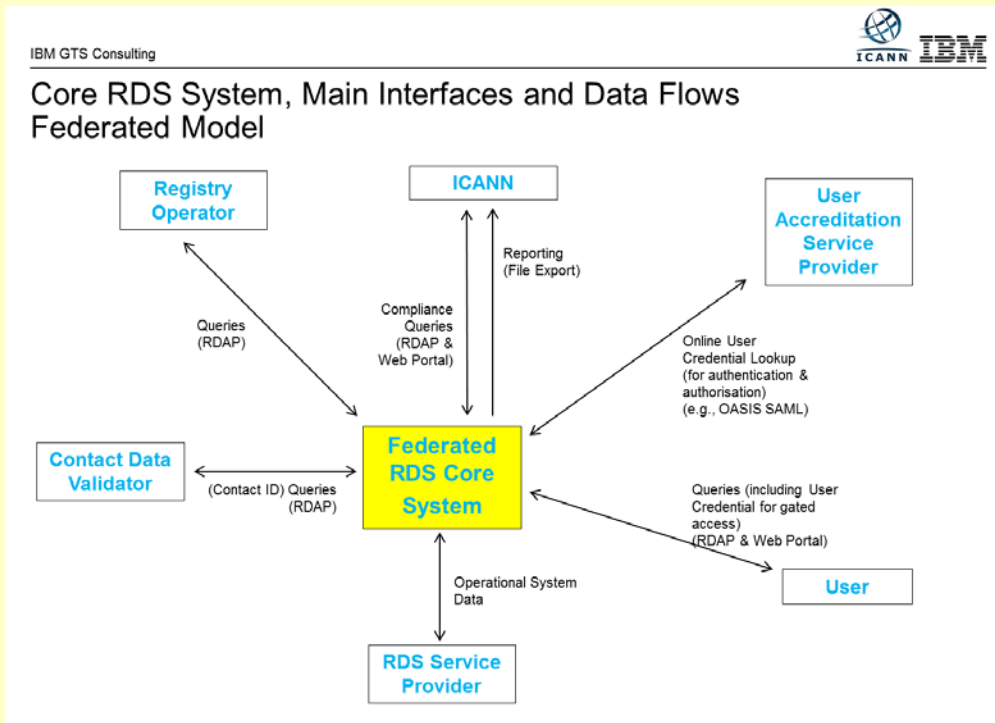 IBM GTS Consulting
ICANN
IBM
Core RDS System, Main Interfaces and Data Flows
Federated Model
Registry
Operator
ICANN
User
Accreditation
Service
Provider
Reporting
(File Export)
Compliance
Queries
(RDAP &
Web Portal)
Queries
(RDAP)
Online User
Credential Lookup
(for authentication &
authorisation)
(e.g., OASIS SAML)
Federated
RDS Core
System
Contact Data
Validator
(Contact ID) Queries
(RDAP)
Queries (including User
Credential for gated
access)
(RDAP & Web Portal)
User
Operational System
Data
RDS Service
Provider